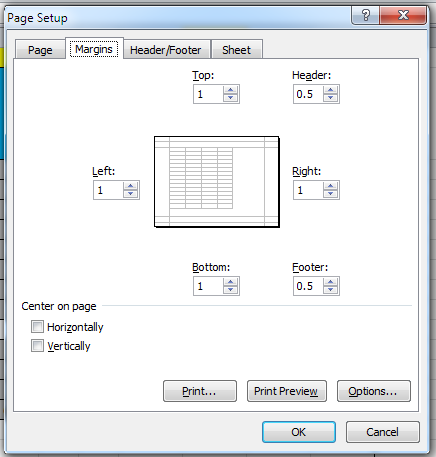 Page Setup
Page Margins Header/Footer Sheet
Top: Header:
1 0.5
Left: Right:
1 1
Bottom: Footer:
1 0.5
Center on page
Horizontally
Vertically
Print... Print Preview Options...
OK Cancel